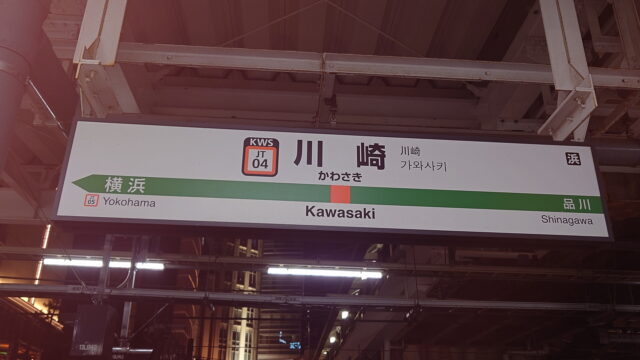 KWS
JT
04
川崎
かわさき
川崎
가와사키
浜
横浜
JT
05
Yokohama
Kawasaki
品川
Shinagawa